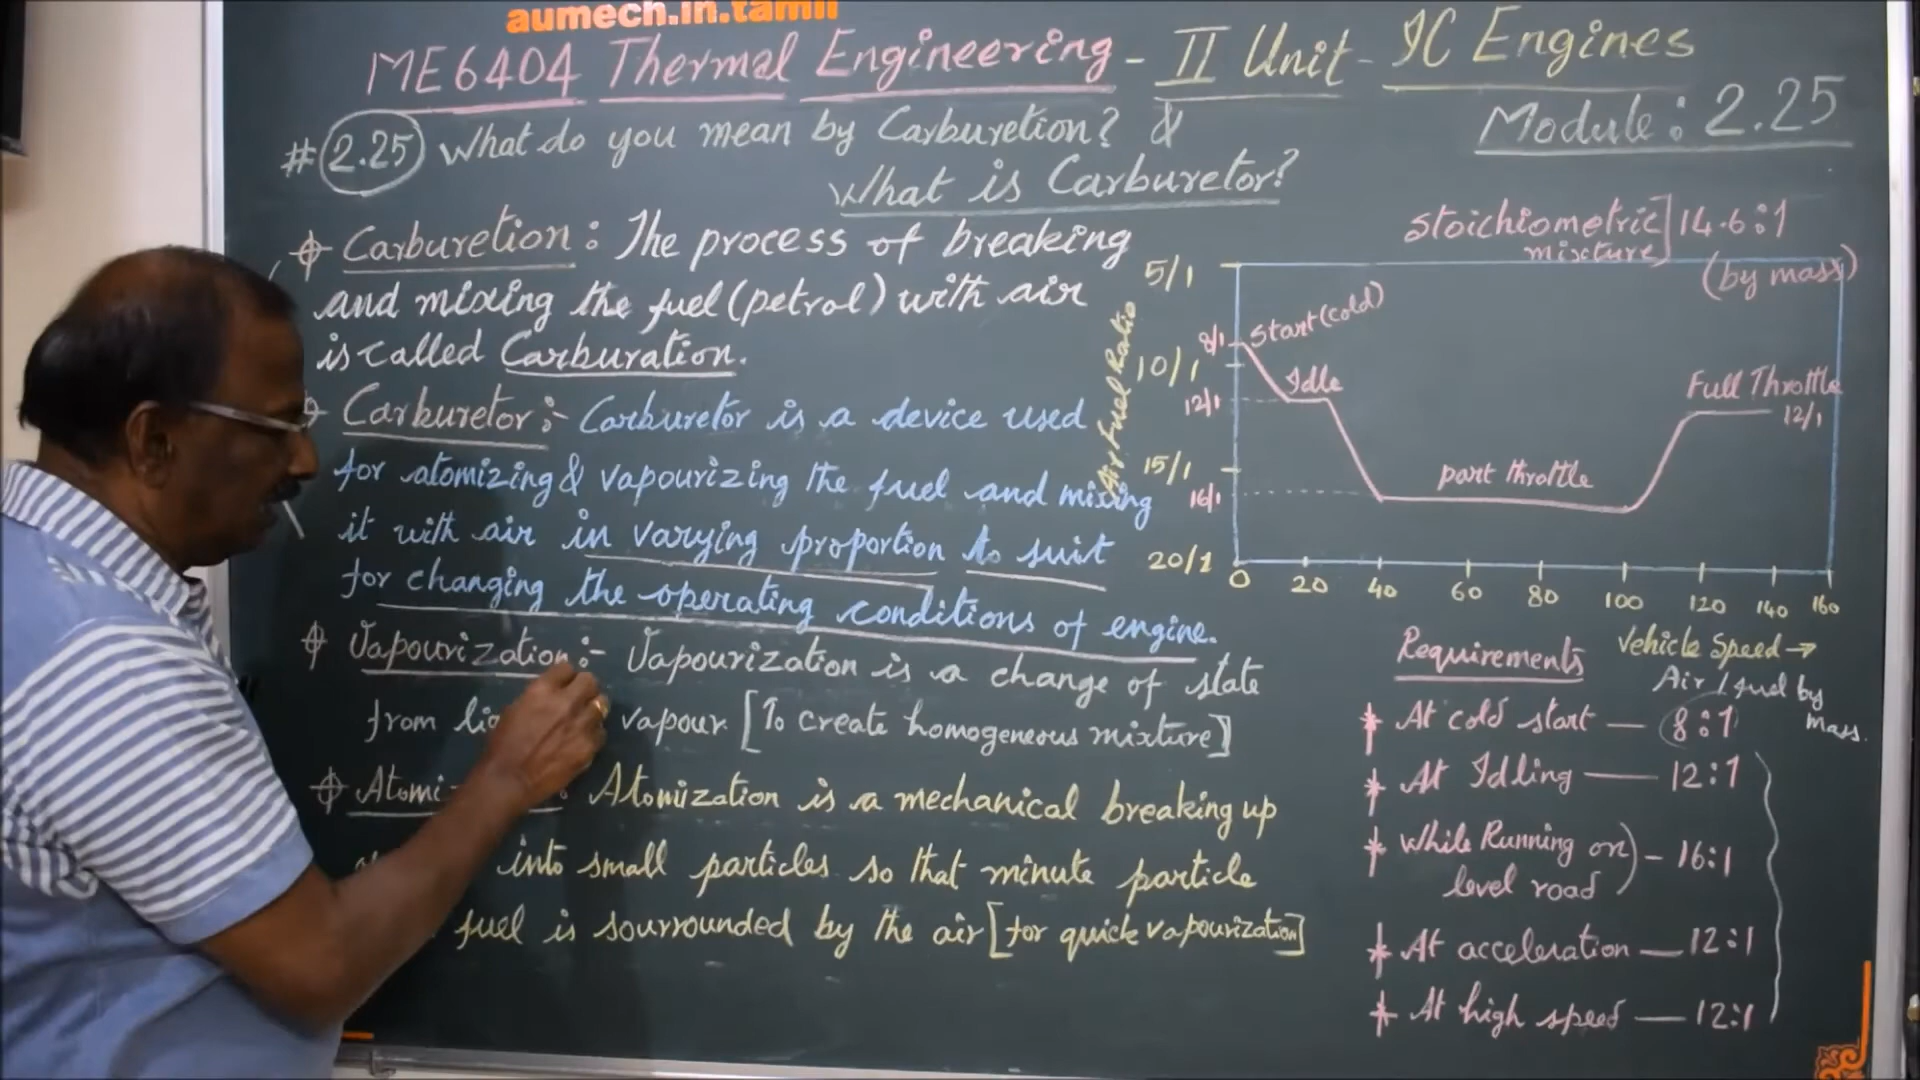 aumech.in.tamil
ME6404 Thermal Engineering - II Unit - IC Engines
Module: 2.25
# 2.25 What do you mean by Carburetion? &
What is Carburetor?
Carburetion: The process of breaking
and mixing the fuel (petrol) with air
is called Carburation.
Carburetor:- Carburetor is a device used
for atomizing & vapourizing the fuel and mixing
it with air in varying proportion to suit
for changing the operating conditions of engine.
Vapourization:- Vapourization is a change of state
from vapour [To create homogeneous mixture]
Atomi Atomization is a mechanical breaking up
into small particles so that minute particle
fuel is sourrounded by the air [for quick vapourization]
Stoichiometric mixture] 14.6:1
(by mass)
Air Fuel Ratio
5/1
8/1
10/1
12/1
15/1
16/1
20/1
Start (cold)
Idle
part throttle
Full Throttle
12/1
0 20 40 60 80 100 120 140 160
Vehicle Speed →
Requirements
Air / fuel by mass.
* At cold start — 8:1
* At Idling — 12:1
* While Running on
level road) - 16:1
* At acceleration — 12:1
* At high speed — 12:1